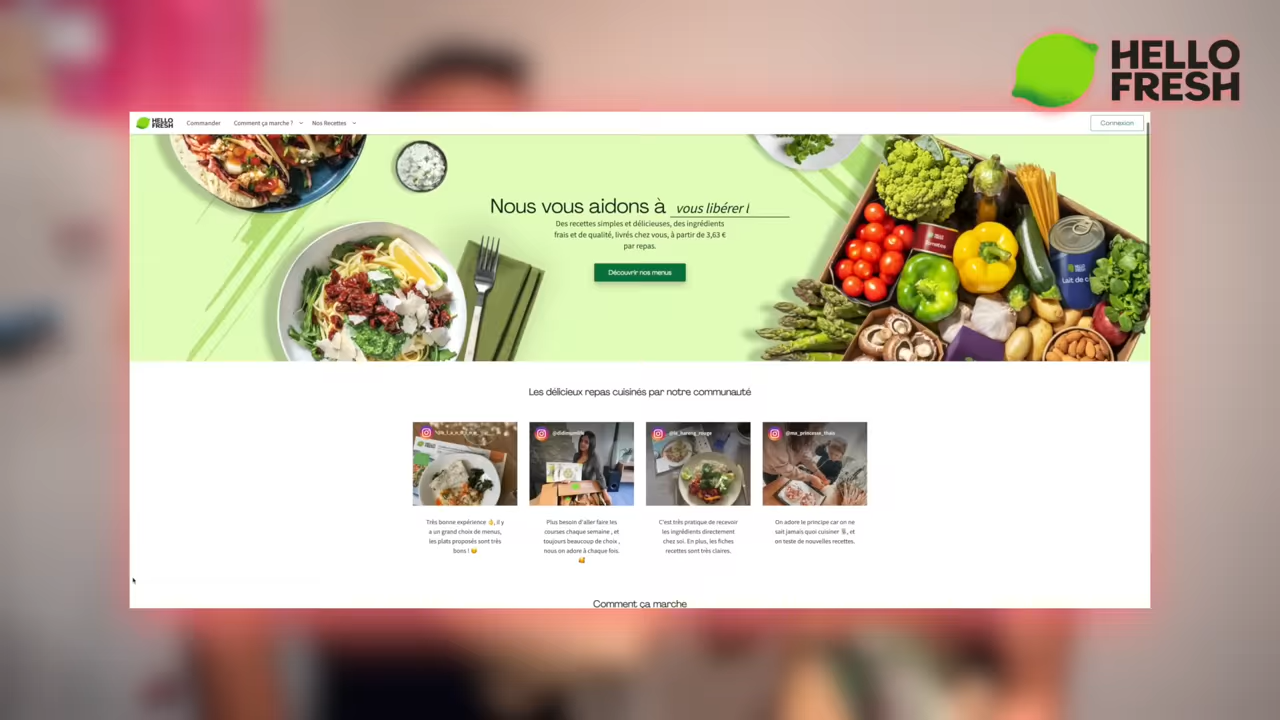 HELLO
FRESH
HELLO
FRESH
Commander
Comment ça marche ?
Nos Recettes
Connexion
Nous vous aidons à vous libérer l
Des recettes simples et délicieuses, des ingrédients
frais et de qualité, livrés chez vous, à partir de 3,63 €
par repas.
Découvrir nos menus
Les délicieux repas cuisinés par notre communauté
@le_hareng_rouge
@ma_princesse_thais
Très bonne expérience 👌, il y
a un grand choix de menus,
les plats proposés sont très
bons ! 😄
Plus besoin d'aller faire les
courses chaque semaine , et
toujours beaucoup de choix ,
nous on adore à chaque fois.
🥰
C'est très pratique de recevoir
les ingrédients directement
chez soi. En plus, les fiches
recettes sont très claires.
On adore le principe car on ne
sait jamais quoi cuisiner, et
on teste de nouvelles recettes.
Comment ça marche